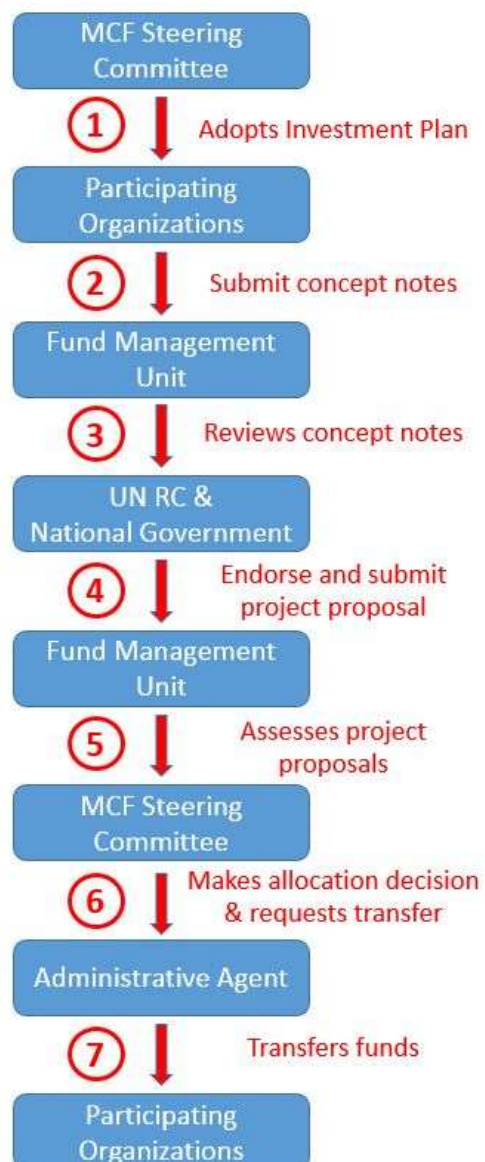 MCF Steering
Committee
1
Adopts Investment Plan
Participating
Organizations
2
Submit concept notes
Fund Management
Unit
3
Reviews concept notes
UN RC &
National Government
4
Endorse and submit
project proposal
Fund Management
Unit
5
Assesses project
proposals
MCF Steering
Committee
6
Makes allocation decision
& requests transfer
Administrative Agent
7
Transfers funds
Participating
Organizations